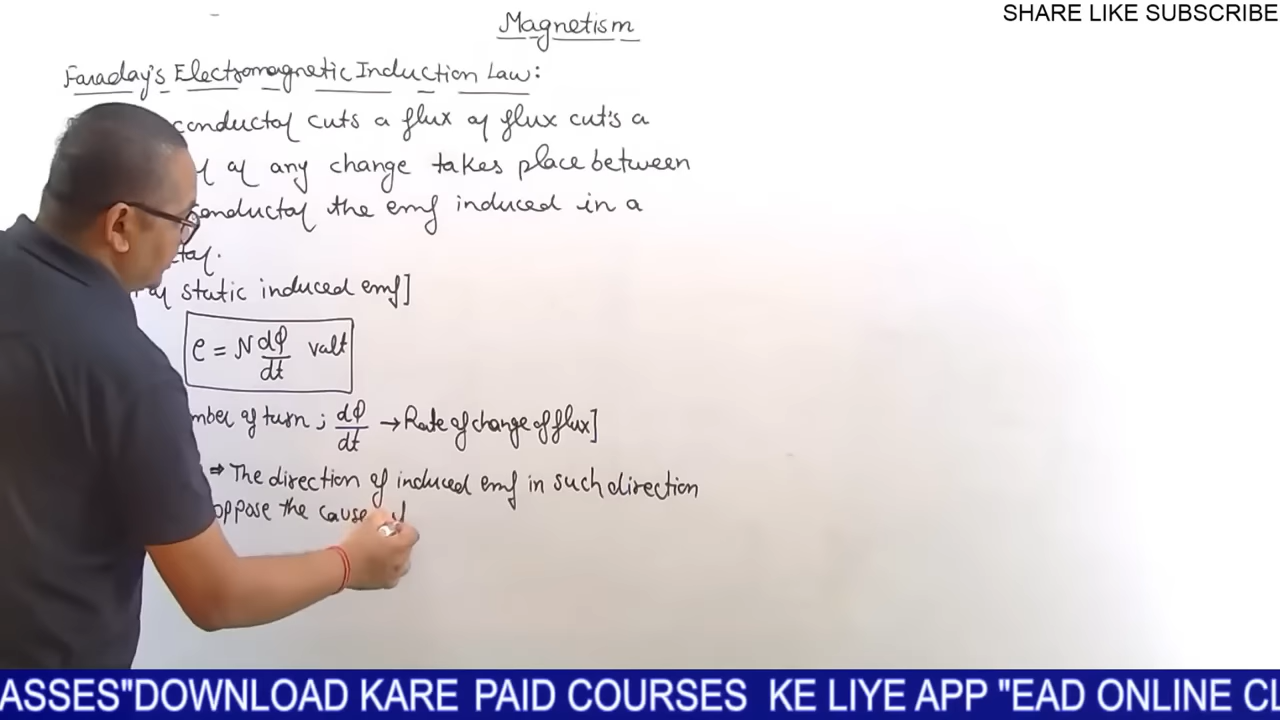 SHARE LIKE SUBSCRIBE
Magnetism
Faraday's Electromagnetic Induction Law:
conductor cuts a flux or flux cut's a
or any change takes place between
conductor the emf induced in a
static induced emf]
e = N dΦ/dt volt
mber of turn ; dΦ/dt → Rate of change of flux]
⇒ The direction of induced emf in such direction
oppose the cause
ASSES"DOWNLOAD KARE PAID COURSES KE LIYE APP "EAD ONLINE CL